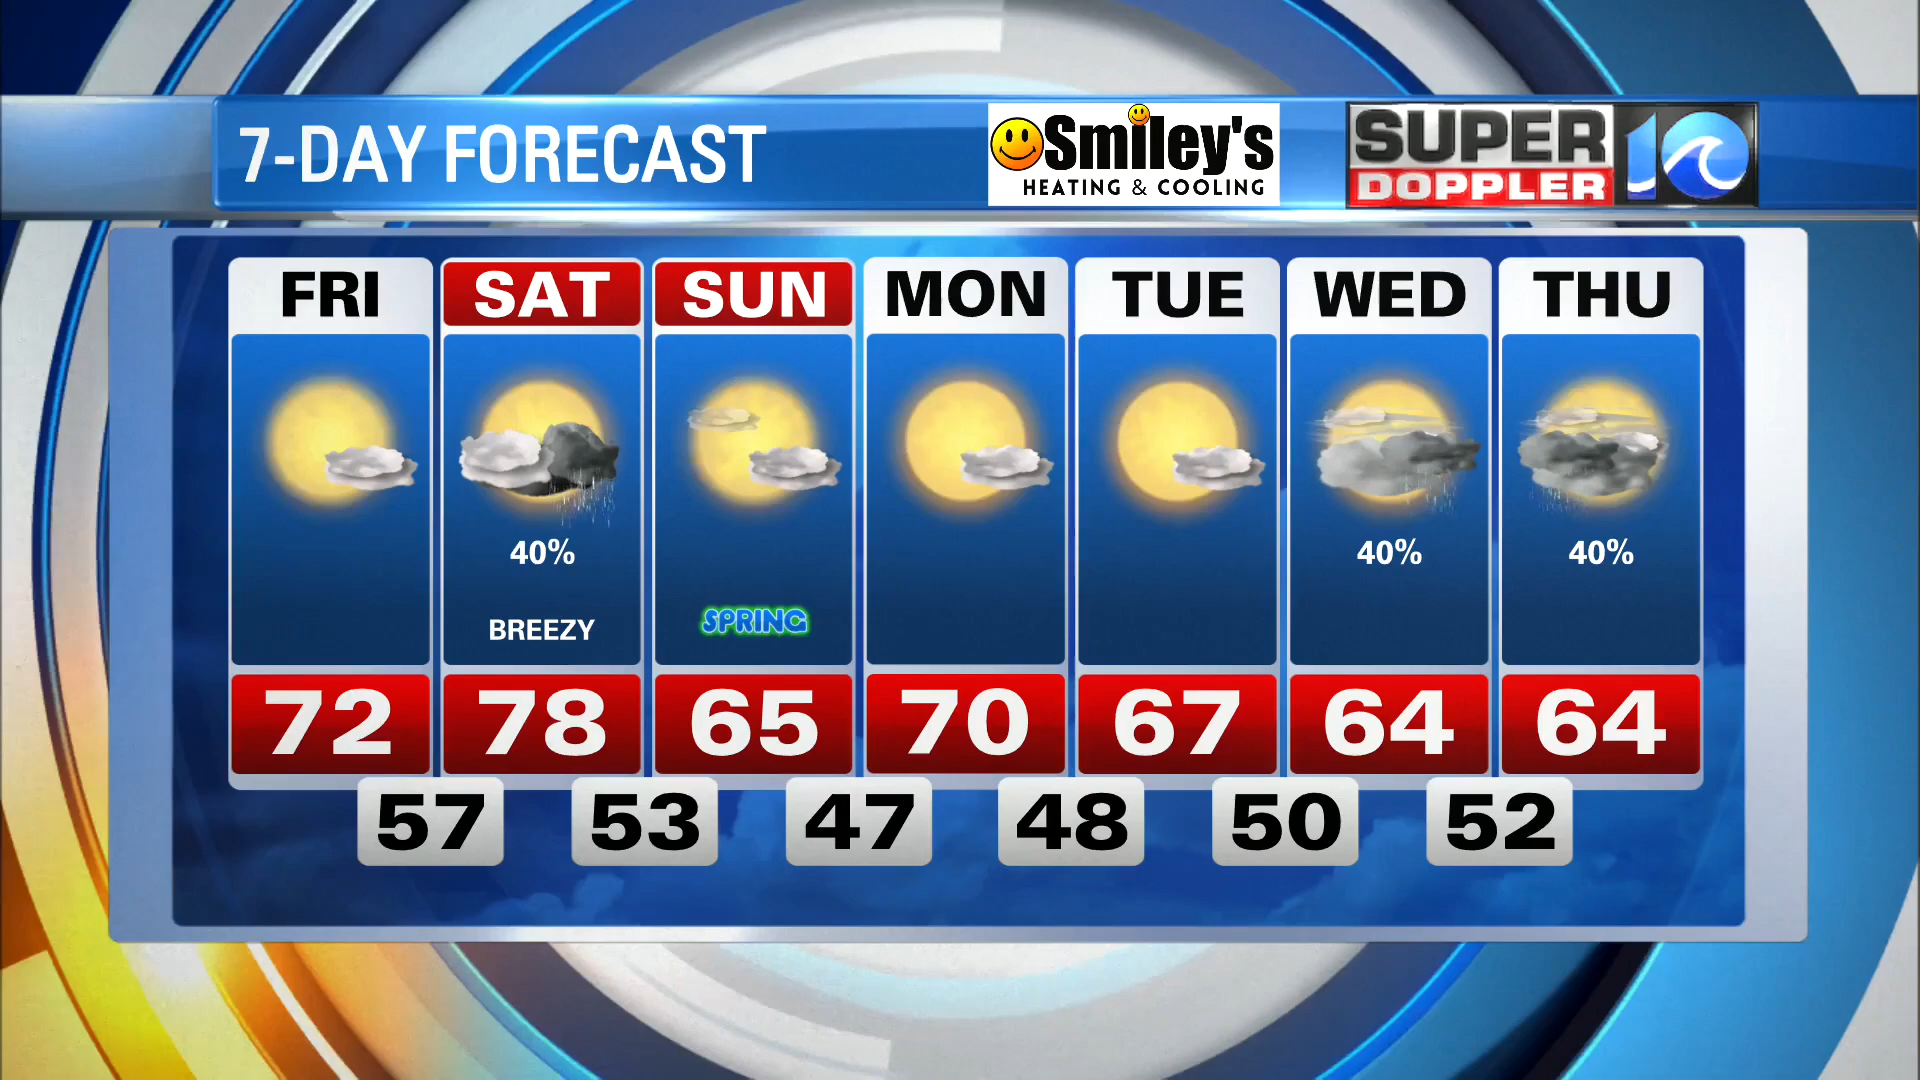 7-DAY FORECAST
Smiley's
HEATING & COOLING
SUPER
DOPPLER
10
FRI SAT SUN MON TUE WED THU
40% 40% 40%
BREEZY SPRING
72 78 65 70 67 64 64
57 53 47 48 50 52